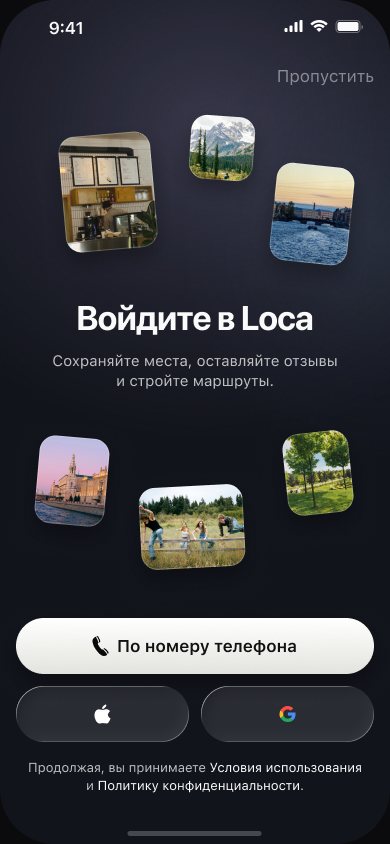 9:41
Пропустить
Войдите в Loca
Сохраняйте места, оставляйте отзывы
и стройте маршруты.
По номеру телефона
Продолжая, вы принимаете Условия использования
и Политику конфиденциальности.